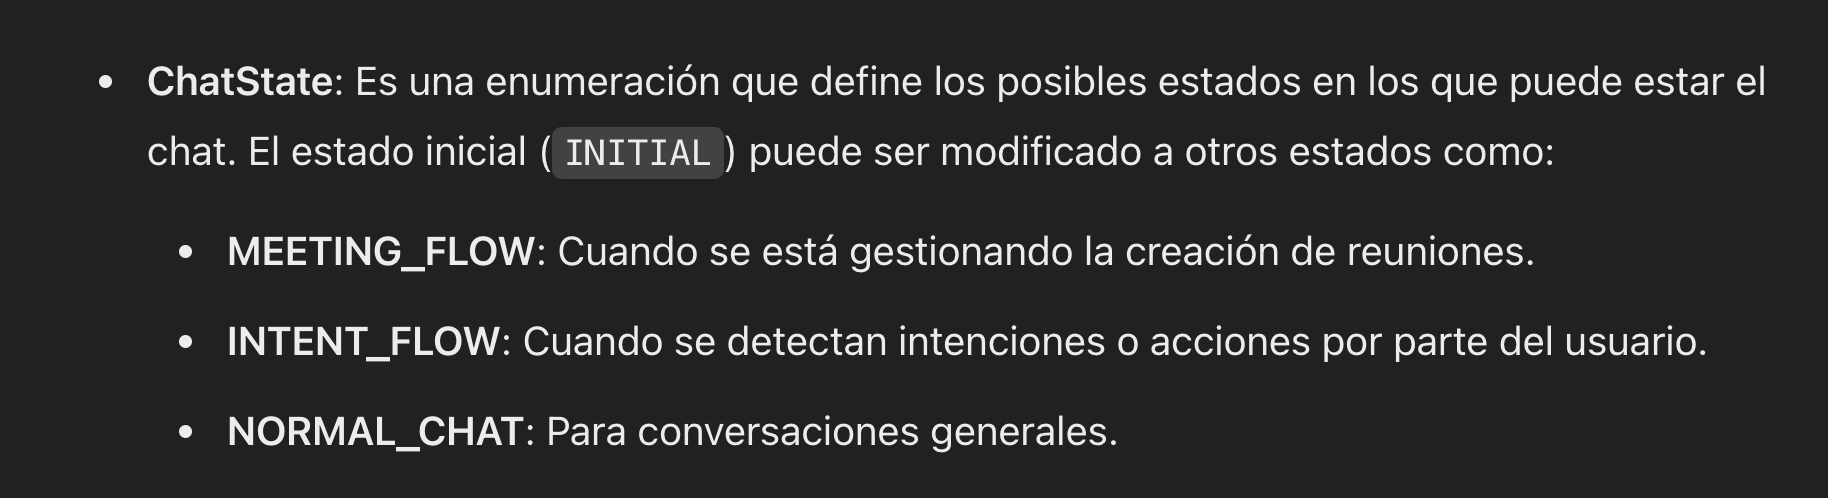 • ChatState: Es una enumeración que define los posibles estados en los que puede estar el
chat. El estado inicial (INITIAL) puede ser modificado a otros estados como:
• MEETING_FLOW: Cuando se está gestionando la creación de reuniones.
• INTENT_FLOW: Cuando se detectan intenciones o acciones por parte del usuario.
• NORMAL_CHAT: Para conversaciones generales.